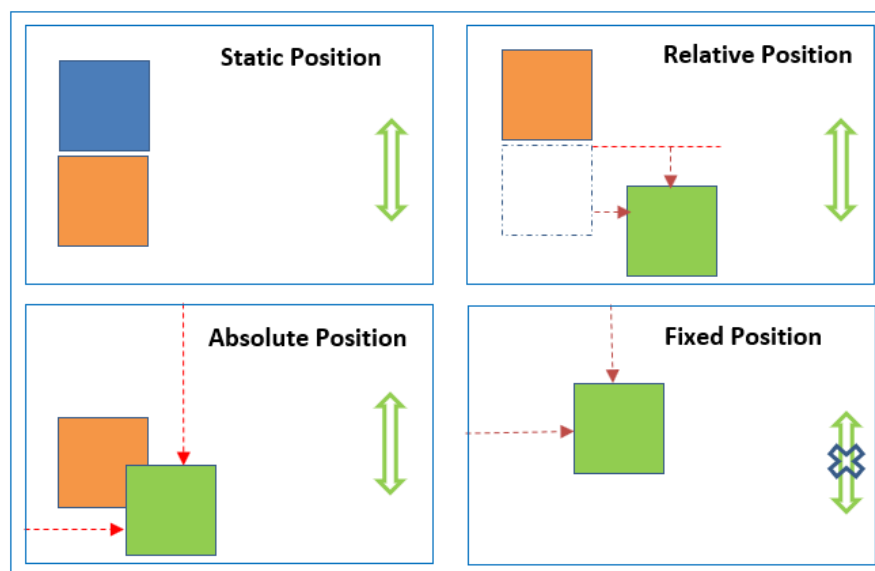 Static Position
Relative Position
Absolute Position
Fixed Position